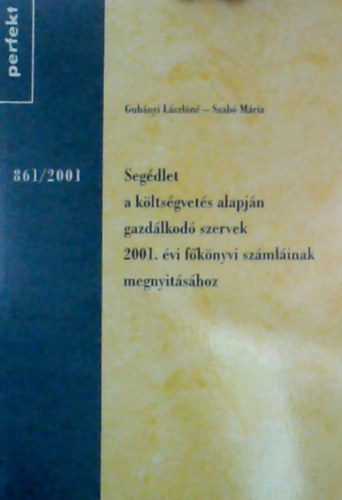 perfekt
Gubányi Lászlóné – Szabó Mária
861/2001
Segédlet
a költségvetés alapján
gazdálkodó szervek
2001. évi főkönyvi számláinak
megnyitásához